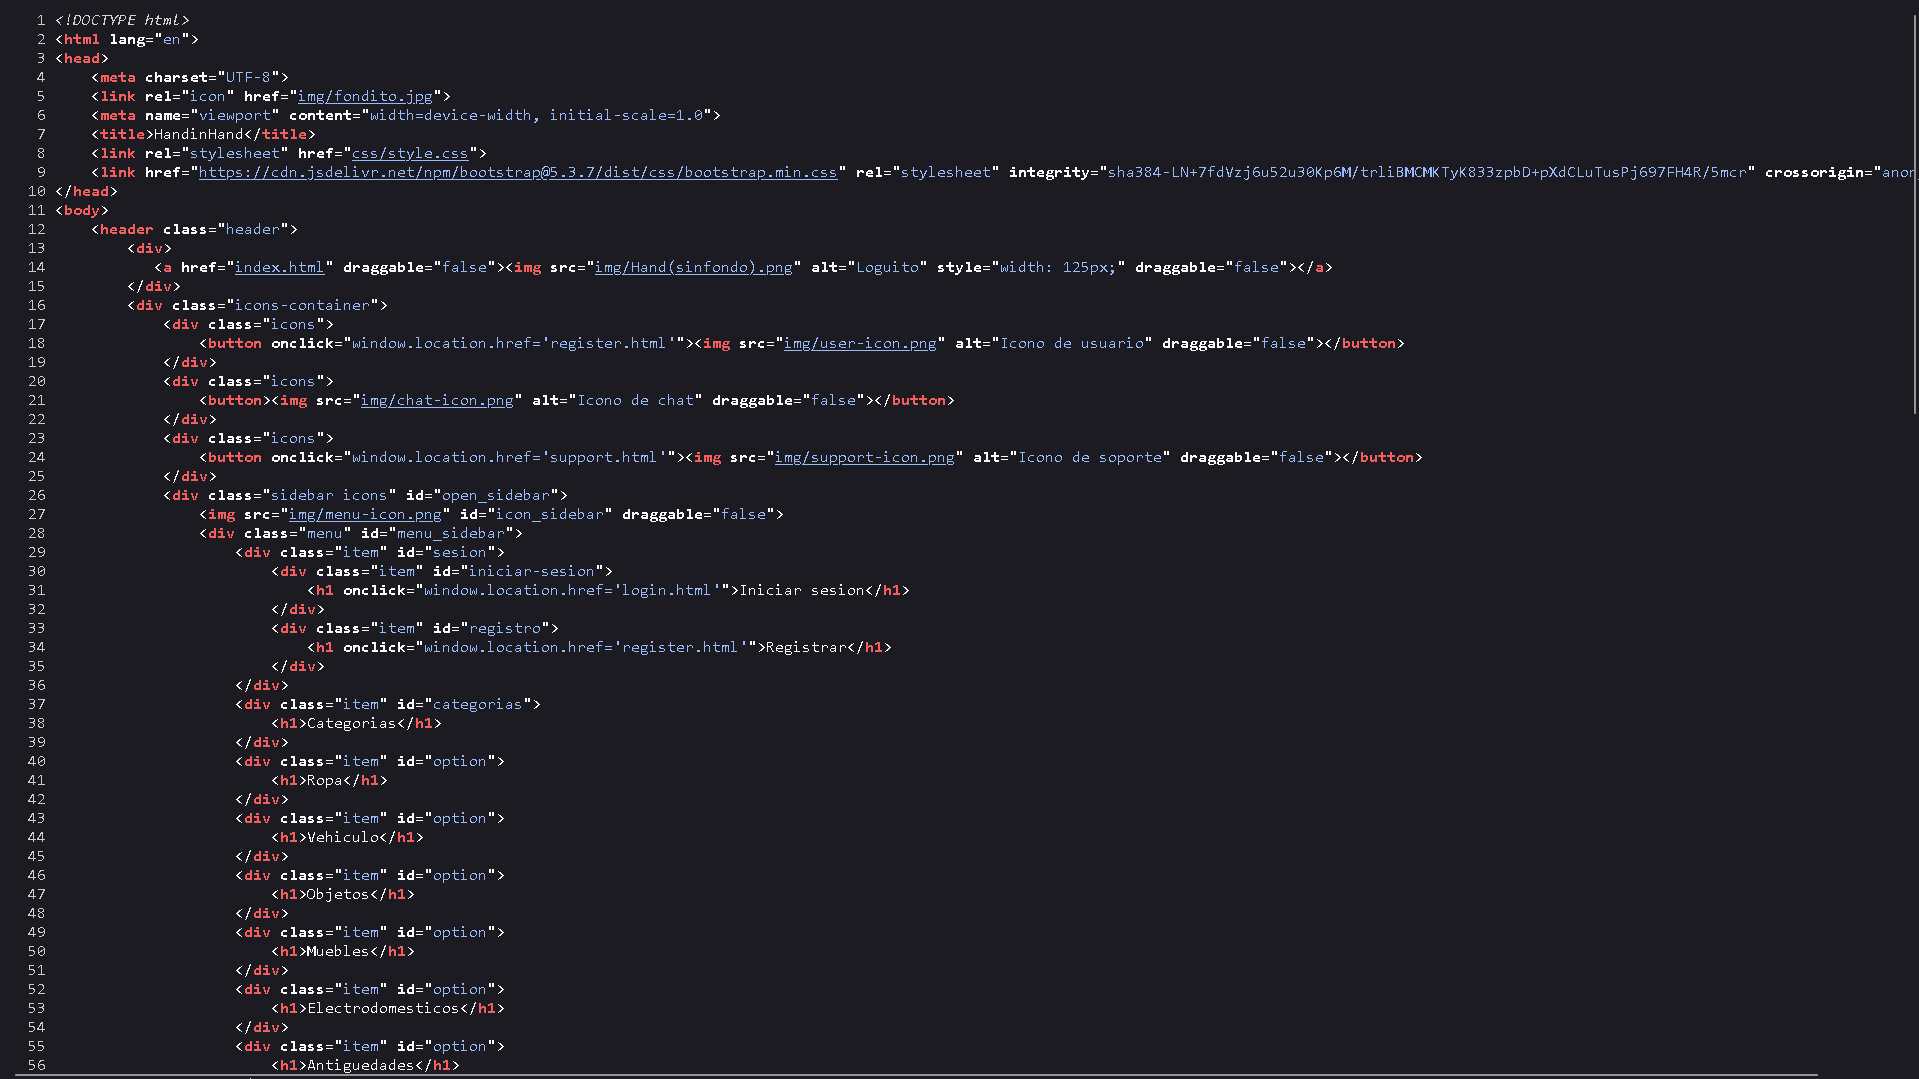 1 <!DOCTYPE html>
2 <html lang="en">
3 <head>
4     <meta charset="UTF-8">
5     <link rel="icon" href="img/fondito.jpg">
6     <meta name="viewport" content="width=device-width, initial-scale=1.0">
7     <title>HandinHand</title>
8     <link rel="stylesheet" href="css/style.css">
9     <link href="https://cdn.jsdelivr.net/npm/bootstrap@5.3.7/dist/css/bootstrap.min.css" rel="stylesheet" integrity="sha384-LN+7fdVzj6u52u30Kp6M/trliBMCMKTyK833zpbD+pXdCLuTusPj697FH4R/5mcr" crossorigin="anon
10 </head>
11 <body>
12     <header class="header">
13         <div>
14            <a href="index.html" draggable="false"><img src="img/Hand(sinfondo).png" alt="Loguito" style="width: 125px;" draggable="false"></a>
15         </div>
16         <div class="icons-container">
17             <div class="icons">
18                 <button onclick="window.location.href='register.html'"><img src="img/user-icon.png" alt="Icono de usuario" draggable="false"></button>
19             </div>
20             <div class="icons">
21                 <button><img src="img/chat-icon.png" alt="Icono de chat" draggable="false"></button>
22             </div>
23             <div class="icons">
24                 <button onclick="window.location.href='support.html'"><img src="img/support-icon.png" alt="Icono de soporte" draggable="false"></button>
25             </div>
26             <div class="sidebar icons" id="open_sidebar">
27                 <img src="img/menu-icon.png" id="icon_sidebar" draggable="false">
28                 <div class="menu" id="menu_sidebar">
29                     <div class="item" id="sesion">
30                         <div class="item" id="iniciar-sesion">
31                             <h1 onclick="window.location.href='login.html'">Iniciar sesion</h1>
32                         </div>
33                         <div class="item" id="registro">
34                             <h1 onclick="window.location.href='register.html'">Registrar</h1>
35                         </div>
36                     </div>
37                     <div class="item" id="categorias">
38                         <h1>Categorias</h1>
39                     </div>
40                     <div class="item" id="option">
41                         <h1>Ropa</h1>
42                     </div>
43                     <div class="item" id="option">
44                         <h1>Vehiculo</h1>
45                     </div>
46                     <div class="item" id="option">
47                         <h1>Objetos</h1>
48                     </div>
49                     <div class="item" id="option">
50                         <h1>Muebles</h1>
51                     </div>
52                     <div class="item" id="option">
53                         <h1>Electrodomesticos</h1>
54                     </div>
55                     <div class="item" id="option">
56                         <h1>Antiguedades</h1>